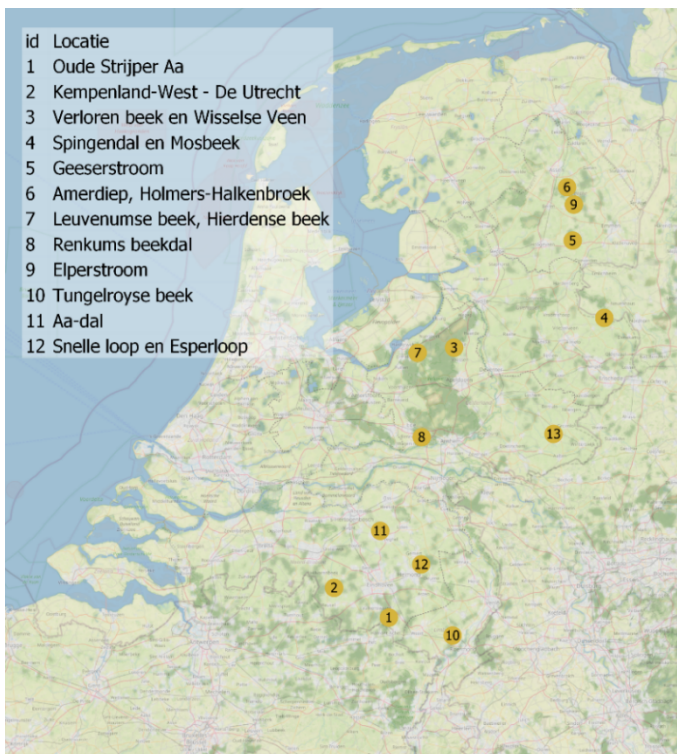 id Locatie
1 Oude Strijper Aa
2 Kempenland-West - De Utrecht
3 Verloren beek en Wisselse Veen
4 Spingendal en Mosbeek
5 Geeserstroom
6 Amerdiep, Holmers-Halkenbroek
7 Leuvenumse beek, Hierdense beek
8 Renkums beekdal
9 Elperstroom
10 Tungelroyse beek
11 Aa-dal
12 Snelle loop en Esperloop
6
9
5
4
3
7
8
13
11
12
2
1
10